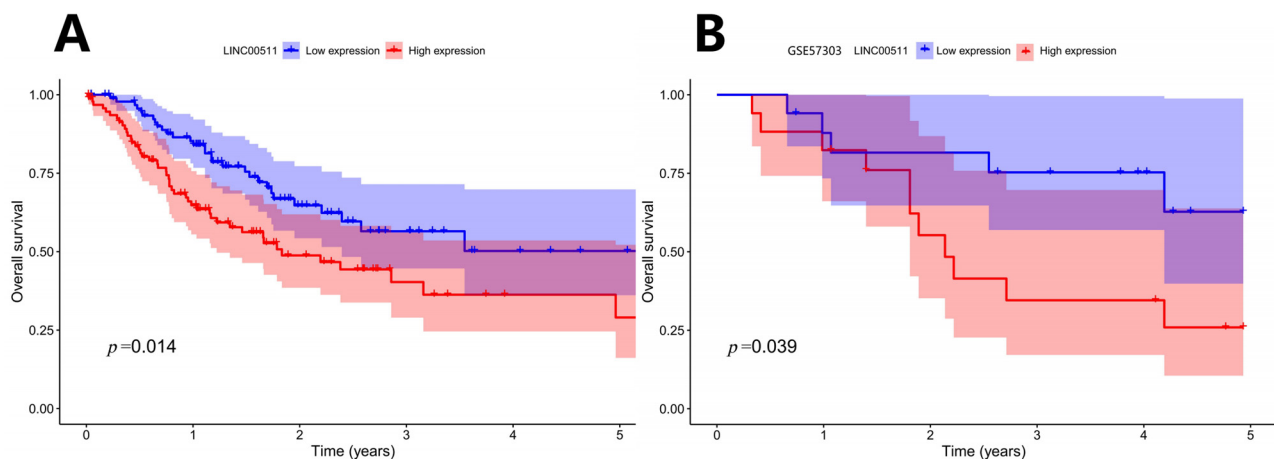 A
LINC00511 Low expression High expression
Overall survival
1.00
0.75
0.50
0.25
0.00
p=0.014
0 1 2 3 4 5
Time (years)
B
GSE57303 LINC00511 Low expression High expression
Overall survival
1.00
0.75
0.50
0.25
0.00
p=0.039
0 1 2 3 4 5
Time (years)